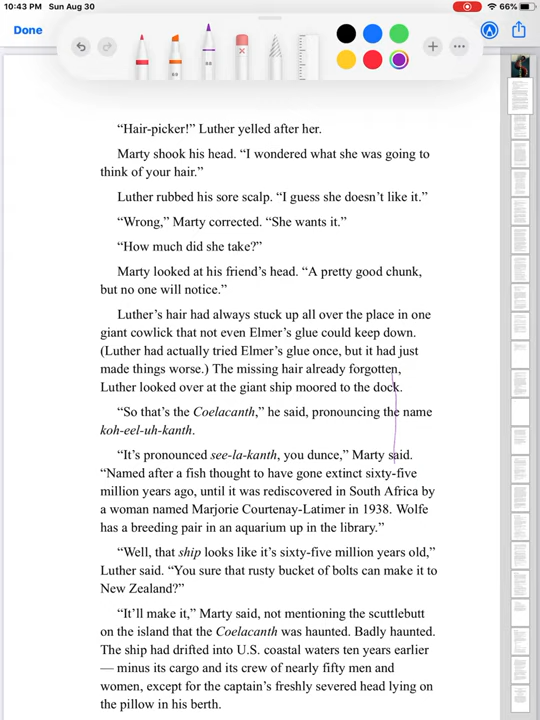 10:43 PM Sun Aug 30
66%
Done
“Hair-picker!” Luther yelled after her.
Marty shook his head. “I wondered what she was going to
think of your hair.”
Luther rubbed his sore scalp. “I guess she doesn’t like it.”
“Wrong,” Marty corrected. “She wants it.”
“How much did she take?”
Marty looked at his friend’s head. “A pretty good chunk,
but no one will notice.”
Luther’s hair had always stuck up all over the place in one
giant cowlick that not even Elmer’s glue could keep down.
(Luther had actually tried Elmer’s glue once, but it had just
made things worse.) The missing hair already forgotten,
Luther looked over at the giant ship moored to the dock.
“So that’s the Coelacanth,” he said, pronouncing the name
koh-eel-uh-kanth.
“It’s pronounced see-la-kanth, you dunce,” Marty said.
“Named after a fish thought to have gone extinct sixty-five
million years ago, until it was rediscovered in South Africa by
a woman named Marjorie Courtenay-Latimer in 1938. Wolfe
has a breeding pair in an aquarium up in the library.”
“Well, that ship looks like it’s sixty-five million years old,”
Luther said. “You sure that rusty bucket of bolts can make it to
New Zealand?”
“It’ll make it,” Marty said, not mentioning the scuttlebutt
on the island that the Coelacanth was haunted. Badly haunted.
The ship had drifted into U.S. coastal waters ten years earlier
— minus its cargo and its crew of nearly fifty men and
women, except for the captain’s freshly severed head lying on
the pillow in his berth.